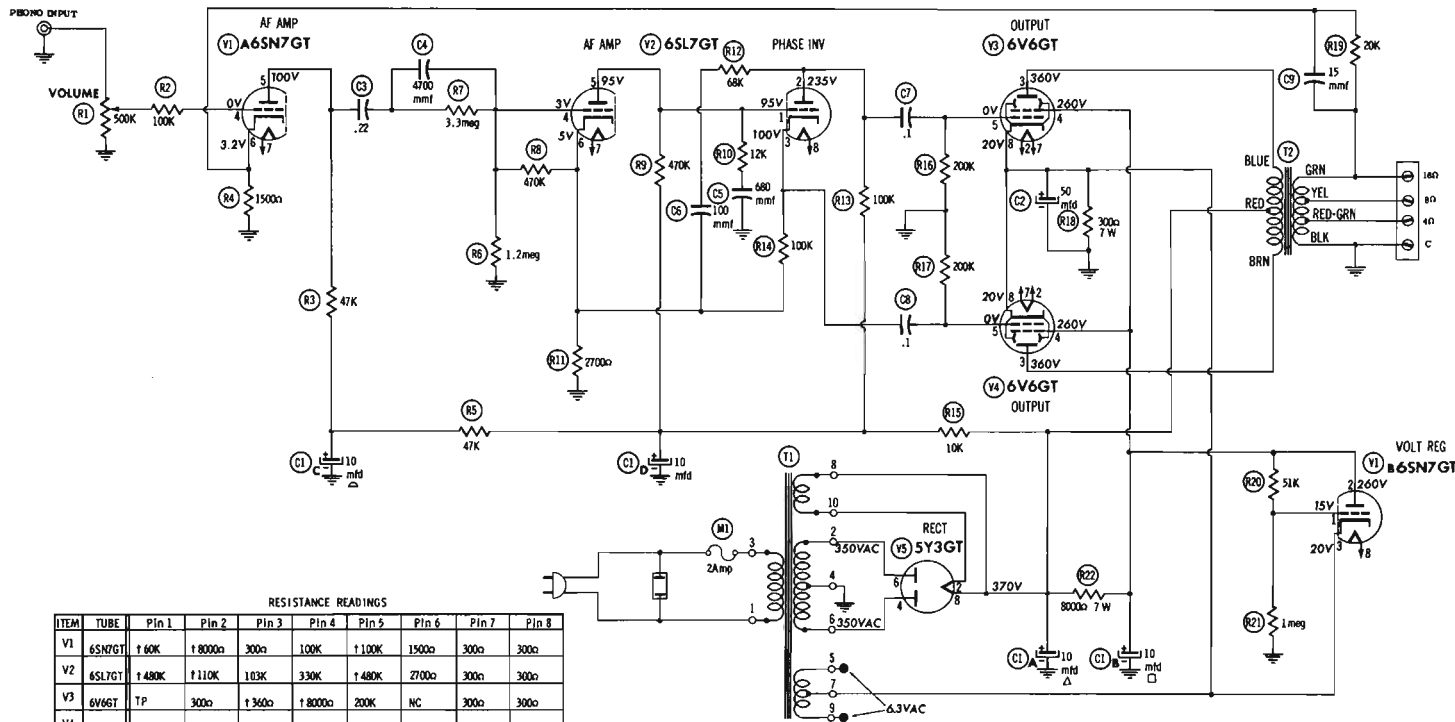 PHONO INPUT
AF AMP
V1 A6SN7GT
C4
4700
mmf
R2
100K
VOLUME
R1
500K
5 100V
0V
4
3.2V 6
7
R4
1500Ω
C3
.22
R7
3.3meg
R8
470K
R6
1.2meg
R3
47K
AF AMP
5 95V
3V
4
5V
6
7
V2 6SL7GT
R12
68K
PHASE INV
2
235V
95V
1
100V
3
8
R9
470K
R10
12K
C5
680
mmf
C6
100
mmf
R14
100K
R13
100K
R11
2700Ω
OUTPUT
V3 6V6GT
3 360V
C7
.1
0V
5
260V
4
20V 8
2 7
R16
200K
R17
200K
C2
50
mfd
R18
300Ω
7 W
C8
.1
20V 8
7 2
0V
5
260V
4
3 360V
V4 6V6GT
OUTPUT
R19
20K
C9
15
mmf
T2
BLUE
RED
BRN
GRN
YEL
RED-GRN
BLK
16Ω
8Ω
4Ω
C
R5
47K
R15
10K
C1 C
10
mfd
△
C1 D
10
mfd
△
T1
8
10
2
350VAC
4
6
350VAC
5
7
9
6.3VAC
M1
2Amp
3
1
RECT
V5 5Y3GT
6
4
2
8
370V
R22
8000Ω 7 W
C1 A
10
mfd
△
C1 B
10
mfd
□
VOLT REG
V1 B6SN7GT
R20
51K
2 260V
15V
1
20V 3
8
R21
1meg
RESISTANCE READINGS
ITEM TUBE Pin 1 Pin 2 Pin 3 Pin 4 Pin 5 Pin 6 Pin 7 Pin 8
V1 6SN7GT †60K †8000Ω 300Ω 100K †100K 1500Ω 300Ω 300Ω
V2 6SL7GT †480K †110K 103K 330K †480K 2700Ω 300Ω 300Ω
V3 6V6GT TP 300Ω †360Ω †8000Ω 200K NC 300Ω 300Ω